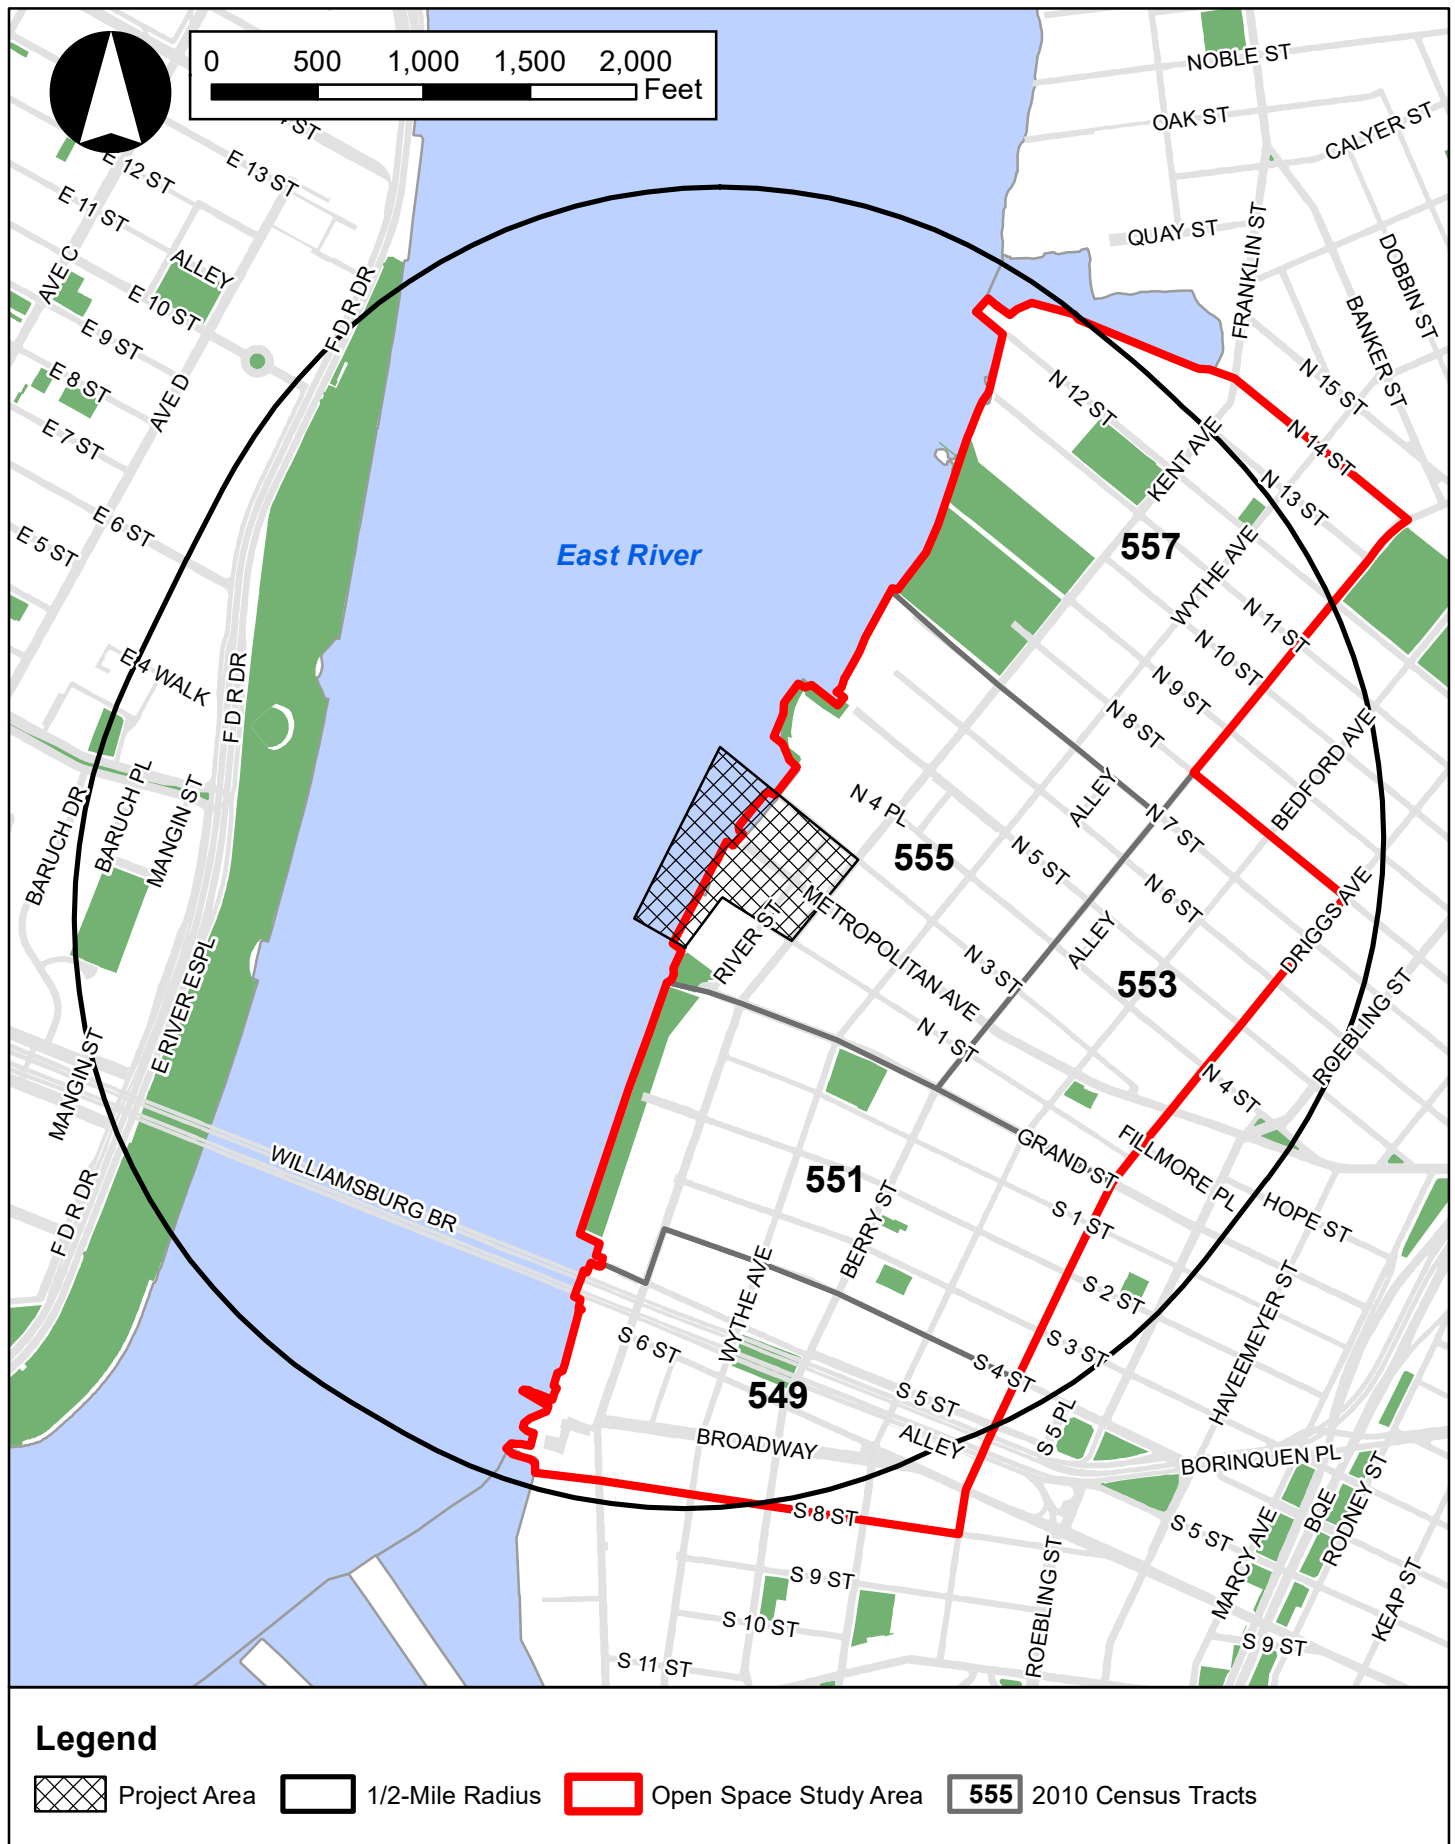 0 500 1,000 1,500 2,000
Feet
NOBLE ST
OAK ST
CALYER ST
QUAY ST
FRANKLIN ST
DOBBIN ST
BANKER ST
ST
E 13 ST
E 12 ST
E 11 ST
ALLEY
AVE C
E 10 ST
F D R DR
E 9 ST
E 8 ST
AVE D
E 7 ST
E 6 ST
E 5 ST
E 4 WALK
F D R DR
BARUCH DR
BARUCH PL
MANGIN ST
E RIVER ESPL
MANGIN ST
F D R DR
East River
WILLIAMSBURG BR
N 15 ST
N 14 ST
N 12 ST
N 13 ST
KENT AVE
557
WYTHE AVE
N 11 ST
N 10 ST
N 9 ST
N 8 ST
BEDFORD AVE
ALLEY
N 7 ST
N 4 PL
N 5 ST
555
N 6 ST
METROPOLITAN AVE
RIVER ST
ALLEY
DRIGGS AVE
N 3 ST
553
N 1 ST
ROEBLING ST
N 4 ST
GRAND ST
FILLMORE PL
HOPE ST
551
S 1 ST
BERRY ST
S 2 ST
WYTHE AVE
S 3 ST
HAVEEMEYER ST
S 6 ST
S 4 ST
549
S 5 ST
S 5 PL
BROADWAY
ALLEY
BORINQUEN PL
S 8 ST
MARCY AVE
BQE
RODNEY ST
S 5 ST
S 9 ST
ROEBLING ST
KEAP ST
S 10 ST
S 9 ST
S 11 ST
Legend
Project Area
1/2-Mile Radius
Open Space Study Area
555 2010 Census Tracts